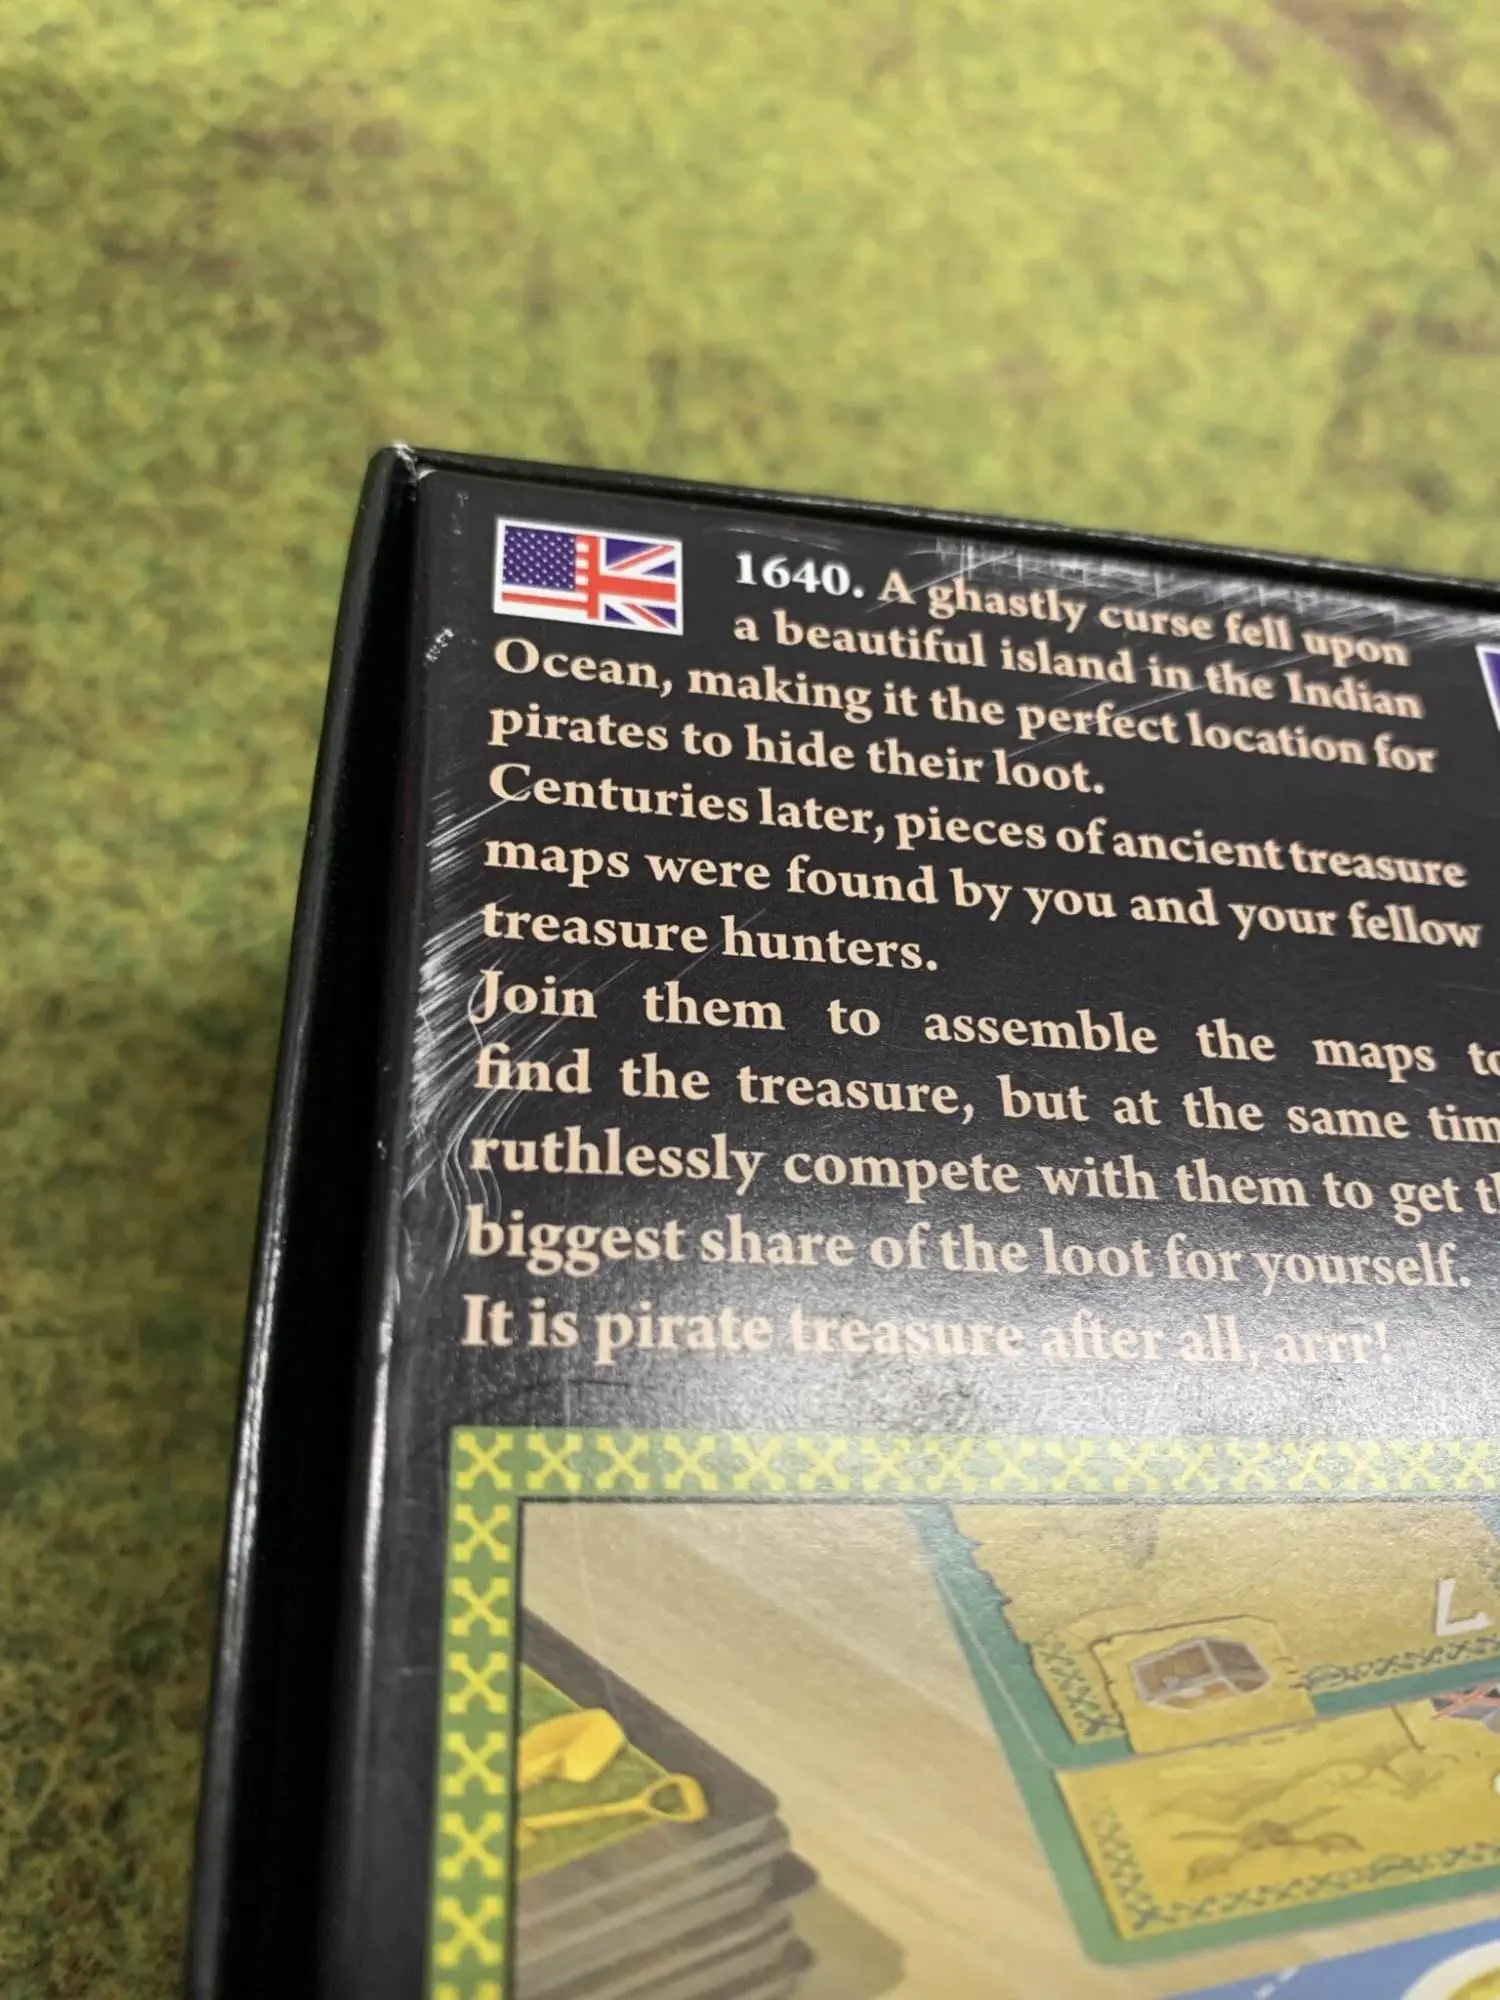 1640. A ghastly curse fell upon
a beautiful island in the Indian
Ocean, making it the perfect location for
pirates to hide their loot.
Centuries later, pieces of ancient treasure
maps were found by you and your fellow
treasure hunters.
Join them to assemble the maps to
find the treasure, but at the same
ruthlessly compete with them to get
biggest share of the loot for yourself.
It is pirate treasure after all, arrr!